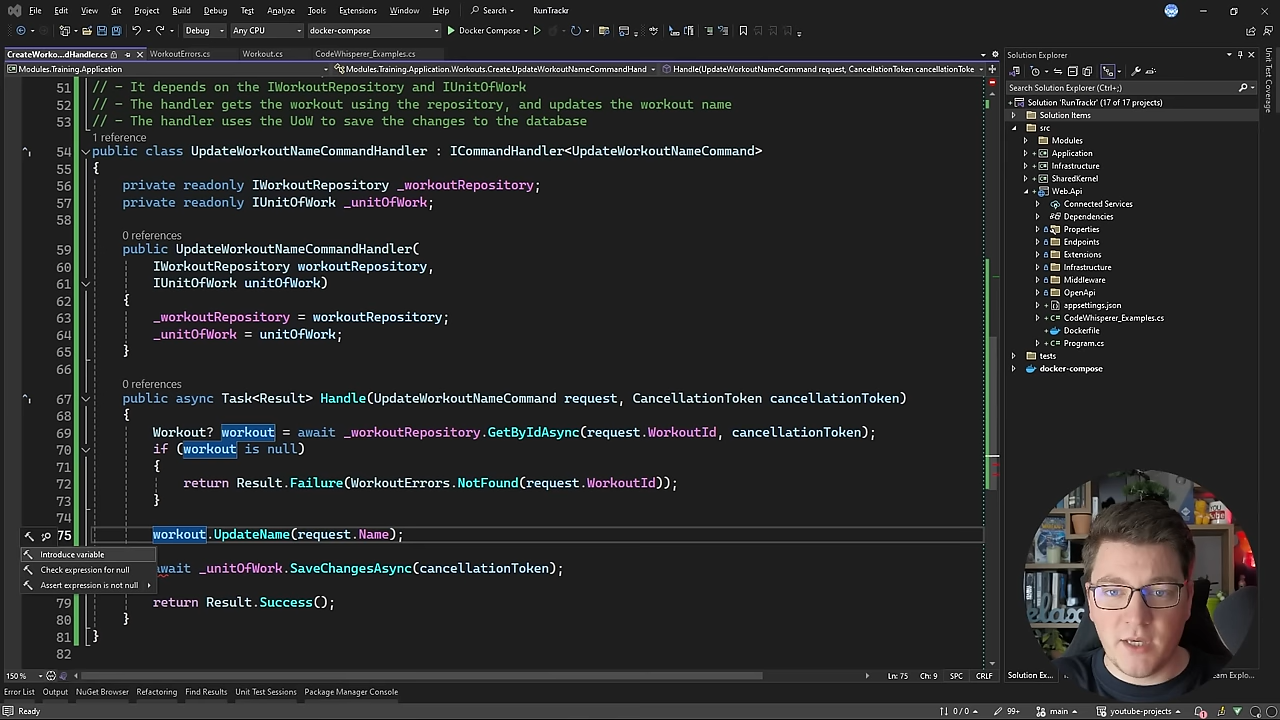 File Edit View Git Project Build Debug Test Analyze Tools Extensions Window Help Search RunTrackr
Debug Any CPU docker-compose Docker Compose
CreateWorko...dHandler.cs WorkoutErrors.cs Workout.cs CodeWhisperer_Examples.cs
Modules.Training.Application Modules.Training.Application.Workouts.Create.UpdateWorkoutNameCommandHand Handle(UpdateWorkoutNameCommand request, CancellationToken cancellationToke
51 // - It depends on the IWorkoutRepository and IUnitOfWork
52 // - The handler gets the workout using the repository, and updates the workout name
53 // - The handler uses the UoW to save the changes to the database
1 reference
54 public class UpdateWorkoutNameCommandHandler : ICommandHandler<UpdateWorkoutNameCommand>
55 {
56 private readonly IWorkoutRepository _workoutRepository;
57 private readonly IUnitOfWork _unitOfWork;
58
0 references
59 public UpdateWorkoutNameCommandHandler(
60 IWorkoutRepository workoutRepository,
61 IUnitOfWork unitOfWork)
62 {
63 _workoutRepository = workoutRepository;
64 _unitOfWork = unitOfWork;
65 }
66
0 references
67 public async Task<Result> Handle(UpdateWorkoutNameCommand request, CancellationToken cancellationToken)
68 {
69 Workout? workout = await _workoutRepository.GetByIdAsync(request.WorkoutId, cancellationToken);
70 if (workout is null)
71 {
72 return Result.Failure(WorkoutErrors.NotFound(request.WorkoutId));
73 }
74
75 workout.UpdateName(request.Name);
Introduce variable
Check expression for null
Assert expression is not null
await _unitOfWork.SaveChangesAsync(cancellationToken);
79 return Result.Success();
80 }
81 }
82
150 % Ln: 75 Ch: 9 SPC CRLF
Error List Output NuGet Browser Refactoring Find Results Unit Test Sessions Package Manager Console
Ready 0 / 0 99+ main youtube-projects
Solution Explorer
Search Solution Explorer (Ctrl+;)
Solution 'RunTrackr' (17 of 17 projects)
Solution Items
src
Modules
Application
Infrastructure
SharedKernel
Web.Api
Connected Services
Dependencies
Properties
Endpoints
Extensions
Infrastructure
Middleware
OpenApi
appsettings.json
CodeWhisperer_Examples.cs
Dockerfile
Program.cs
tests
docker-compose
Solution Ex...
eam Explo...
Unit Test Coverage